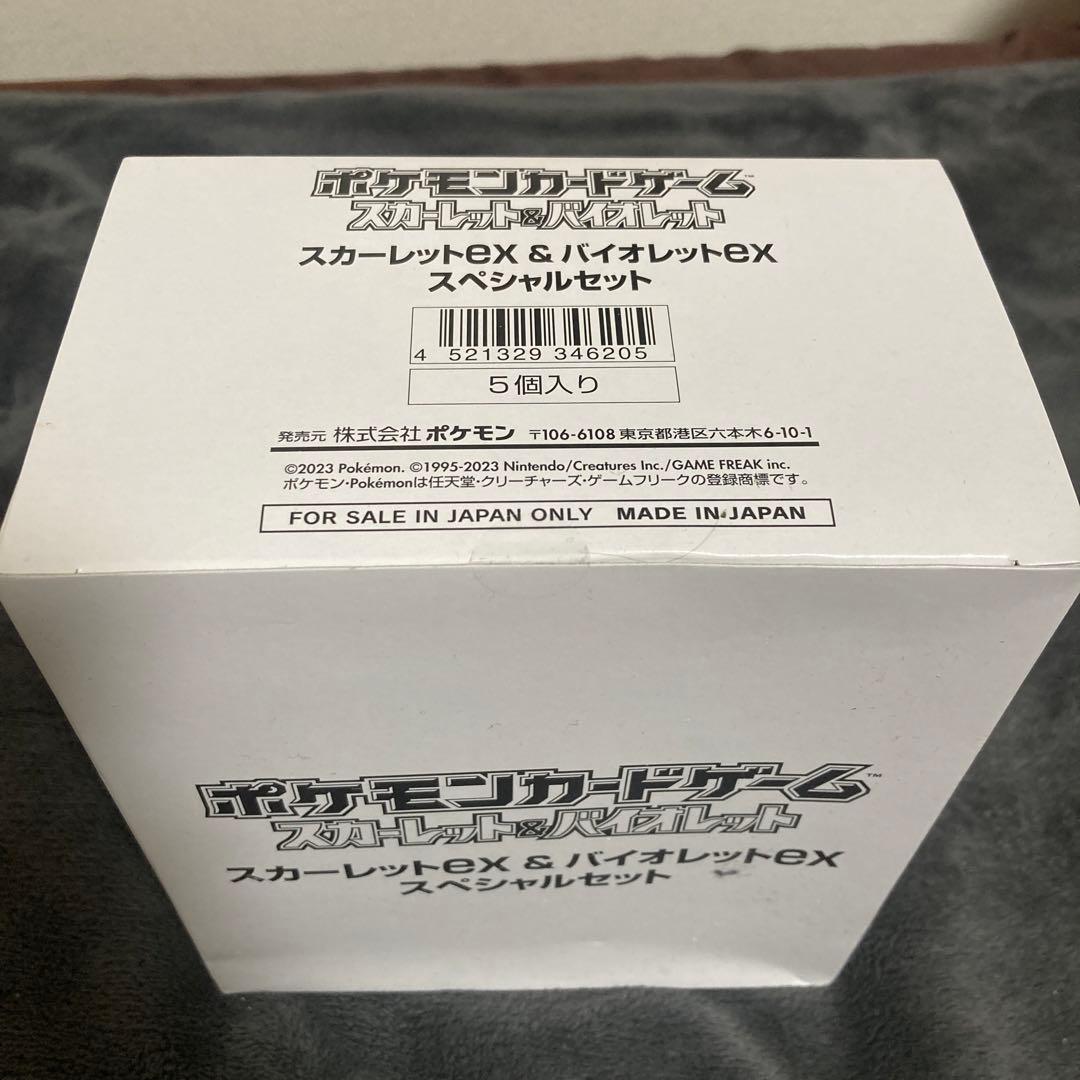 ポケモンカードゲーム™
スカーレット&バイオレット
スカーレットex & バイオレットex
スペシャルセット
4 521329 346205
5個入り
発売元 株式会社 ポケモン 〒106-6108 東京都港区六本木6-10-1
©2023 Pokémon. ©1995-2023 Nintendo/Creatures Inc./GAME FREAK inc.
ポケモン・Pokémonは任天堂・クリーチャーズ・ゲームフリークの登録商標です。
FOR SALE IN JAPAN ONLY MADE IN JAPAN
ポケモンカードゲーム™
スカーレット&バイオレット
スカーレットex & バイオレットex
スペシャルセット